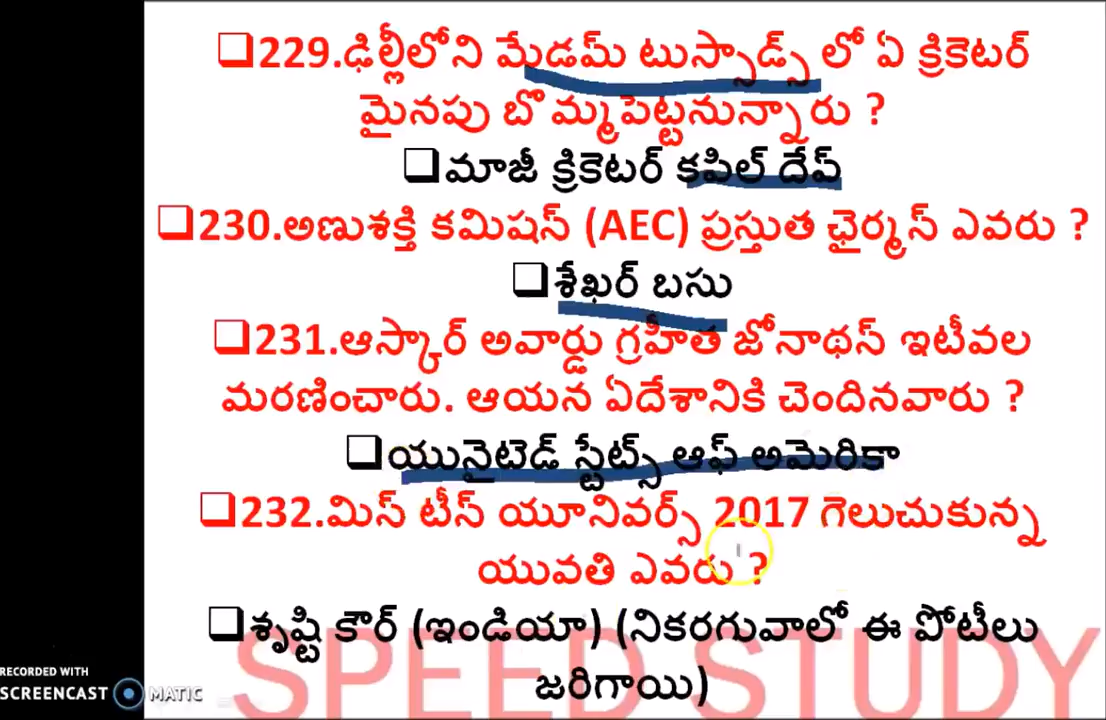 ❑229.ఢిల్లీలోని మేడమ్ టుస్సాడ్స్ లో ఏ క్రికెటర్
మైనపు బొమ్మపెట్టనున్నారు ?
❑మాజీ క్రికెటర్ కపిల్ దేవ్
❑230.అణుశక్తి కమిషన్ (AEC) ప్రస్తుత ఛైర్మన్ ఎవరు ?
❑శేఖర్ బసు
❑231.ఆస్కార్ అవార్డు గ్రహీత జోనాథన్ ఇటీవల
మరణించారు. ఆయన ఏదేశానికి చెందినవారు ?
❑యునైటెడ్ స్టేట్స్ ఆఫ్ అమెరికా
❑232.మిస్ టీన్ యూనివర్స్ 2017 గెలుచుకున్న
యువతి ఎవరు ?
❑శృష్టి కౌర్ (ఇండియా) (నికరగువాలో ఈ పోటీలు
జరిగాయి)
SPEED STUDY
RECORDED WITH
SCREENCAST MATIC